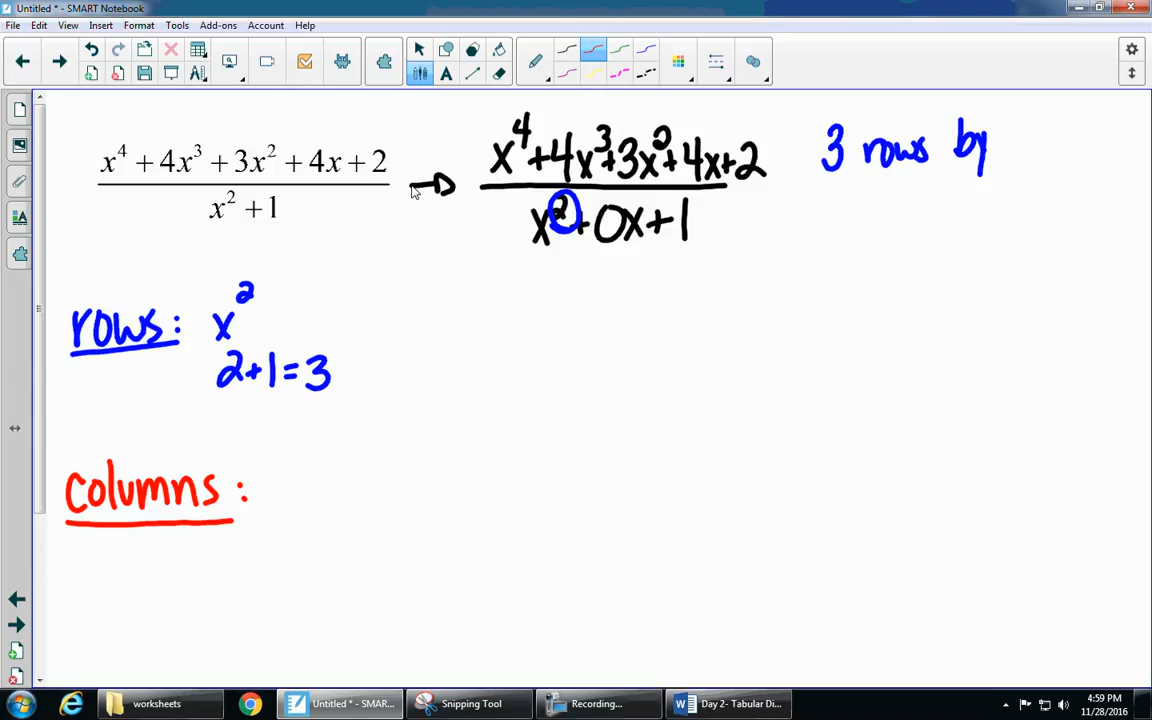 Untitled * - SMART Notebook
File Edit View Insert Format Tools Add-ons Account Help
x⁴ + 4x³ + 3x² + 4x + 2
x² + 1
x⁴+4x³+3x²+4x+2
x²+0x+1
3 rows by
rows: x²
2+1=3
columns:
worksheets
Untitled * - SMAR...
Snipping Tool
Recording...
Day 2- Tabular Di...
4:59 PM
11/28/2016